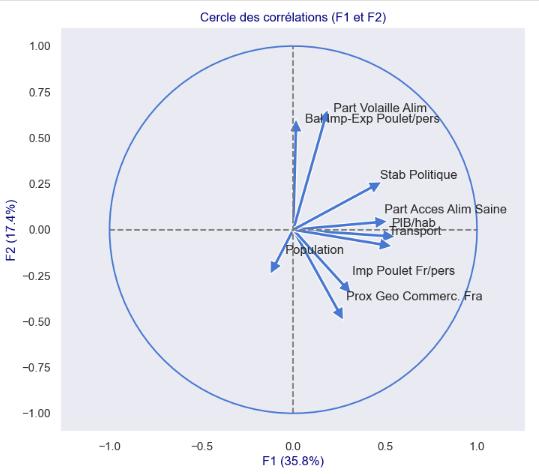 Cercle des corrélations (F1 et F2)
1.00
0.75
0.50
0.25
0.00
−0.25
−0.50
−0.75
−1.00
F2 (17.4%)
Part Volaille Alim
Bal Imp-Exp Poulet/pers
Stab Politique
Part Acces Alim Saine
PIB/hab
Transport
Population
Imp Poulet Fr/pers
Prox Geo Commerc. Fra
−1.0
−0.5
0.0
0.5
1.0
F1 (35.8%)